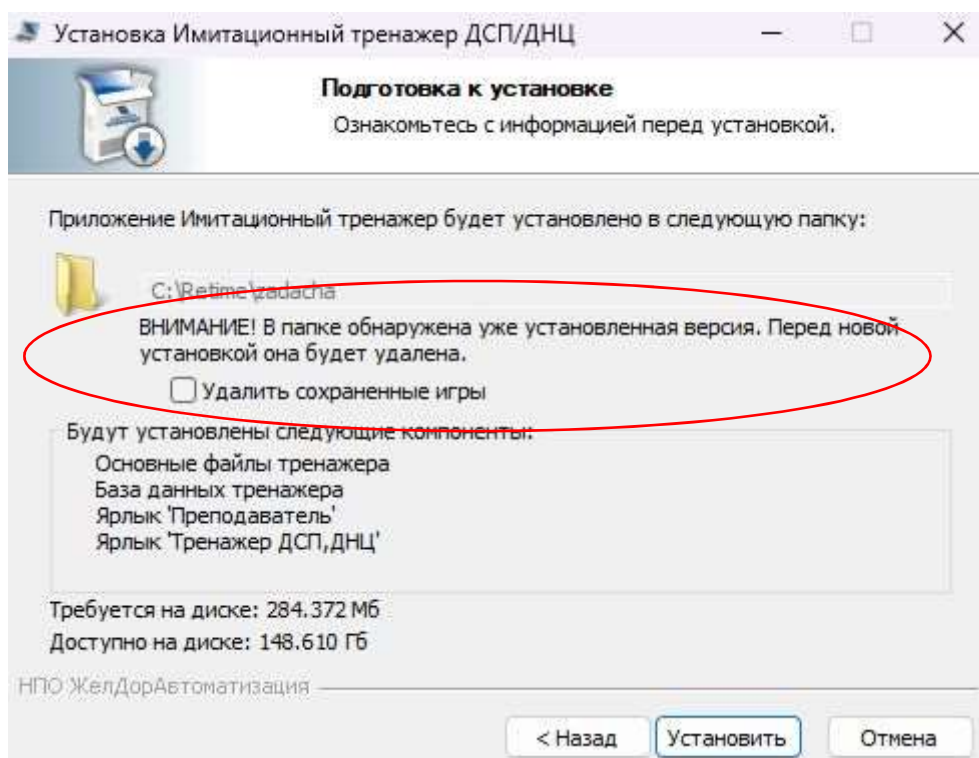 Установка Имитационный тренажер ДСП/ДНЦ
Подготовка к установке
Ознакомьтесь с информацией перед установкой.
Приложение Имитационный тренажер будет установлено в следующую папку:
C:\Retime\zadacha
ВНИМАНИЕ! В папке обнаружена уже установленная версия. Перед новой
установкой она будет удалена.
Удалить сохраненные игры
Будут установлены следующие компоненты:
Основные файлы тренажера
База данных тренажера
Ярлык 'Преподаватель'
Ярлык 'Тренажер ДСП,ДНЦ'
Требуется на диске: 284.372 Мб
Доступно на диске: 148.610 Гб
НПО ЖелДорАвтоматизация
< Назад Установить Отмена